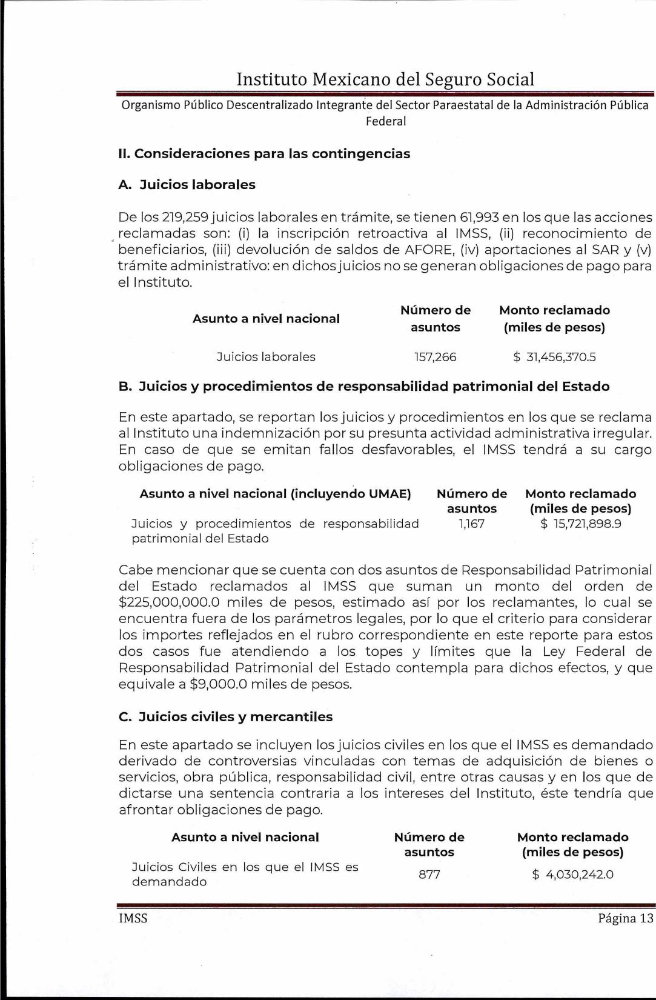 Instituto Mexicano del Seguro Social
Organismo Público Descentralizado Integrante del Sector Paraestatal de la Administración Pública
Federal
II. Consideraciones para las contingencias
A. Juicios laborales
De los 219,259 juicios laborales en trámite, se tienen 61,993 en los que las acciones
reclamadas son: (i) la inscripción retroactiva al IMSS, (ii) reconocimiento de
beneficiarios, (iii) devolución de saldos de AFORE, (iv) aportaciones al SAR y (v)
trámite administrativo: en dichos juicios no se generan obligaciones de pago para
el Instituto.
Asunto a nivel nacional Número de asuntos Monto reclamado (miles de pesos)
Juicios laborales 157,266 $ 31,456,370.5
B. Juicios y procedimientos de responsabilidad patrimonial del Estado
En este apartado, se reportan los juicios y procedimientos en los que se reclama
al Instituto una indemnización por su presunta actividad administrativa irregular.
En caso de que se emitan fallos desfavorables, el IMSS tendrá a su cargo
obligaciones de pago.
Asunto a nivel nacional (incluyendo UMAE) Número de Monto reclamado
asuntos (miles de pesos)
Juicios y procedimientos de responsabilidad 1,167 $ 15,721,898.9
patrimonial del Estado
Cabe mencionar que se cuenta con dos asuntos de Responsabilidad Patrimonial
del Estado reclamados al IMSS que suman un monto del orden de
$225,000,000.0 miles de pesos, estimado así por los reclamantes, lo cual se
encuentra fuera de los parámetros legales, por lo que el criterio para considerar
los importes reflejados en el rubro correspondiente en este reporte para estos
dos casos fue atendiendo a los topes y límites que la Ley Federal de
Responsabilidad Patrimonial del Estado contempla para dichos efectos, y que
equivale a $9,000.0 miles de pesos.
C. Juicios civiles y mercantiles
En este apartado se incluyen los juicios civiles en los que el IMSS es demandado
derivado de controversias vinculadas con temas de adquisición de bienes o
servicios, obra pública, responsabilidad civil, entre otras causas y en los que de
dictarse una sentencia contraria a los intereses del Instituto, éste tendría que
afrontar obligaciones de pago.
Asunto a nivel nacional Número de Monto reclamado
asuntos (miles de pesos)
Juicios Civiles en los que el IMSS es
demandado 877 $ 4,030,242.0
IMSS Página 13